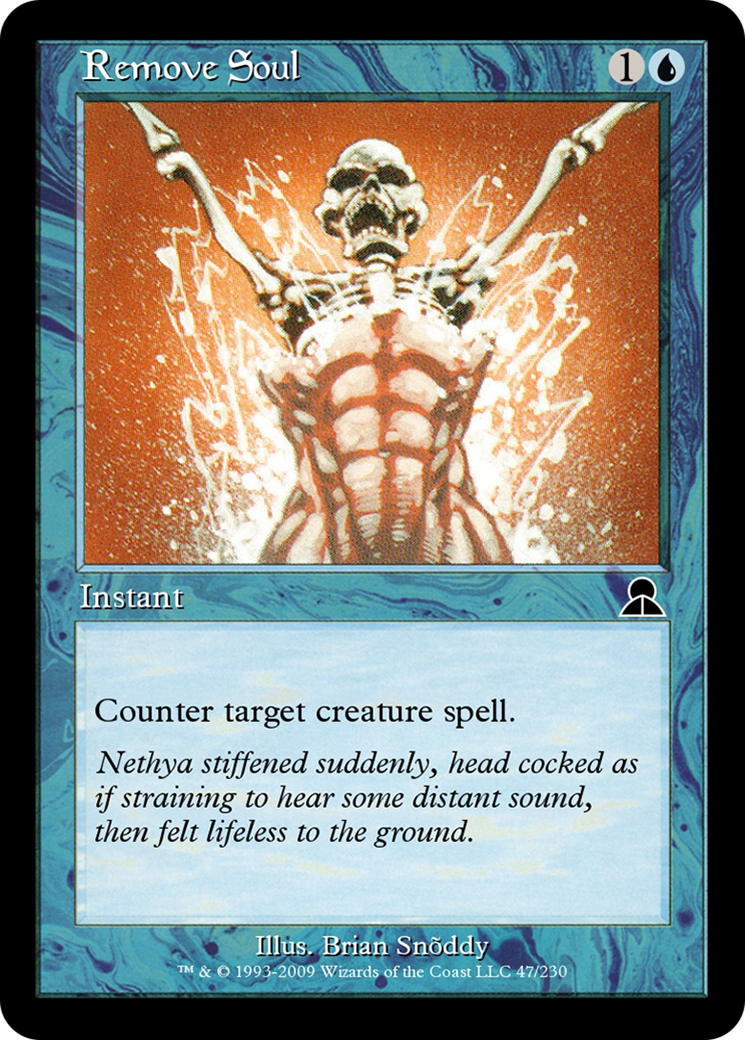 Remove Soul 1
Instant
Counter target creature spell.
Nethya stiffened suddenly, head cocked as
if straining to hear some distant sound,
then felt lifeless to the ground.
Illus. Brian Snõddy
™ & © 1993-2009 Wizards of the Coast LLC 47/230